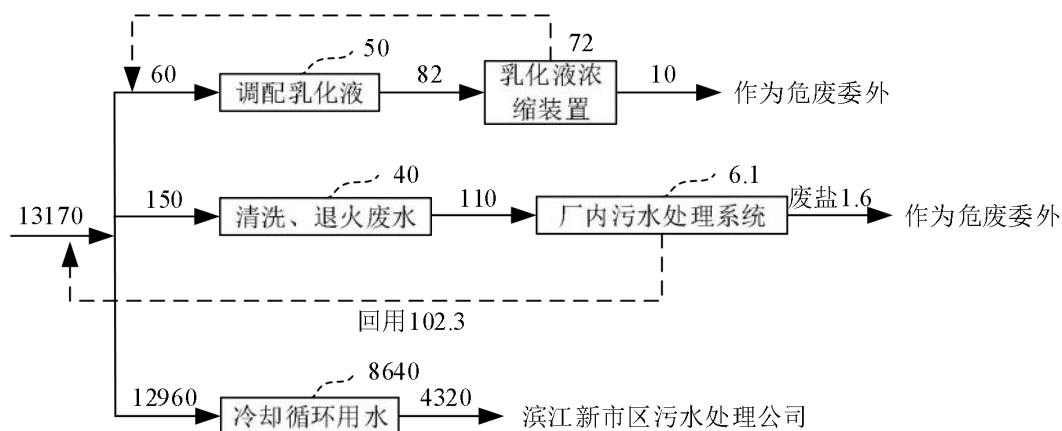 50
72
60
调配乳化液
82
乳化液浓
缩装置
10
作为危废委外
40
6.1
13170
150
清洗、退火废水
110
厂内污水处理系统
废盐1.6
作为危废委外
回用102.3
8640
12960
冷却循环用水
4320
滨江新市区污水处理公司